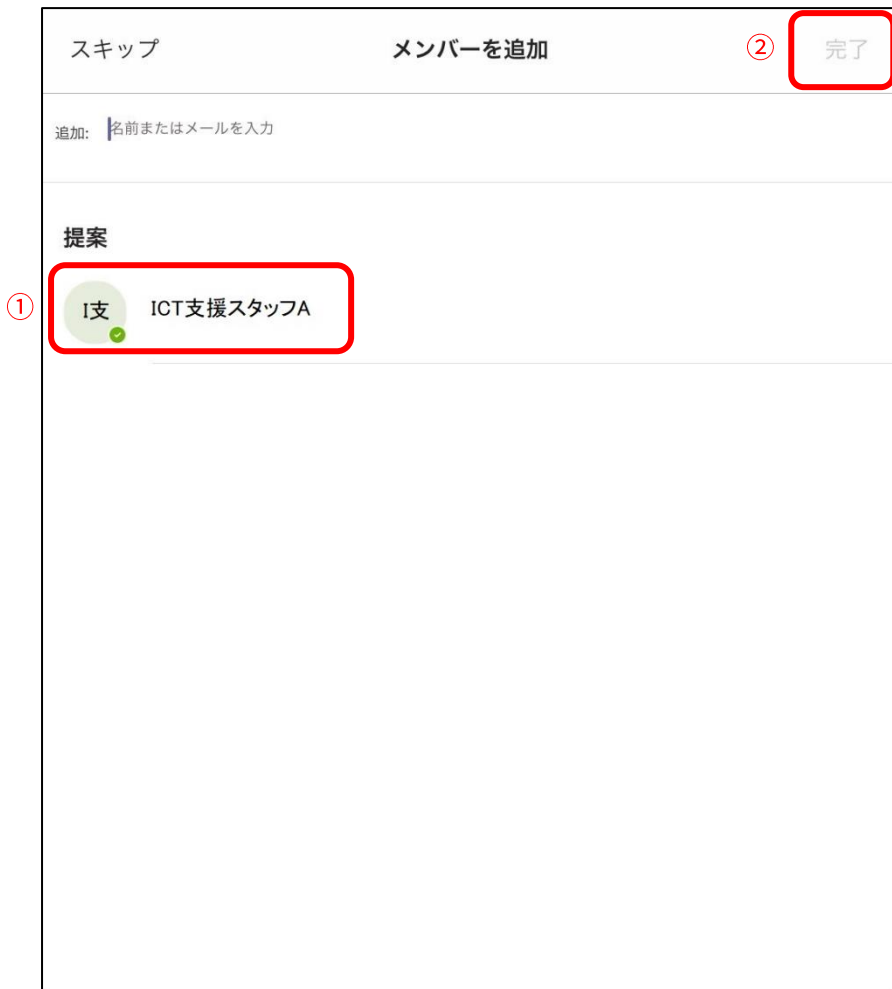 スキップ メンバーを追加 ② 完了
追加: 名前またはメールを入力
提案
① I支 ICT支援スタッフA